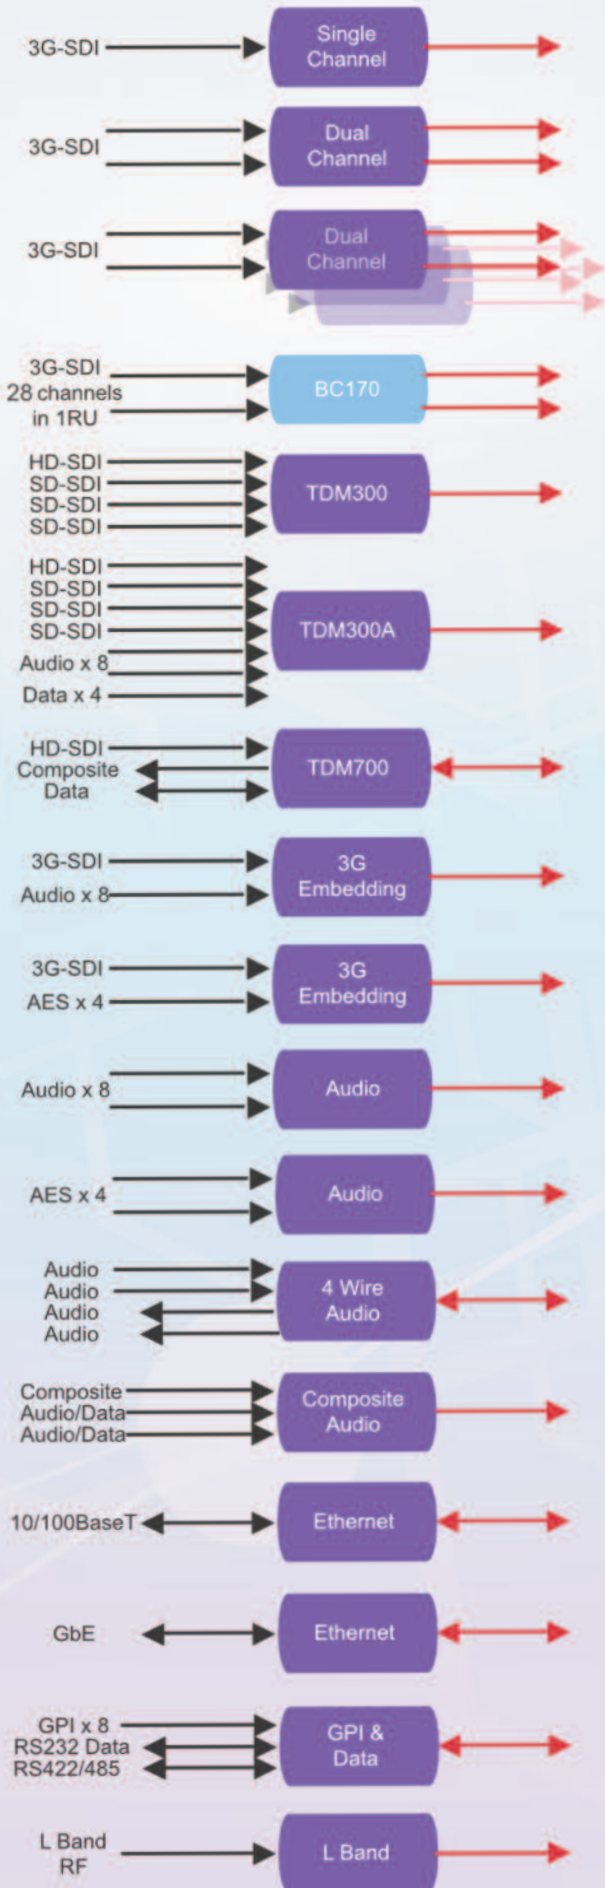 3G-SDI
Single
Channel
3G-SDI
Dual
Channel
3G-SDI
Dual
Channel
3G-SDI
28 channels
in 1RU
BC170
HD-SDI
SD-SDI
SD-SDI
SD-SDI
TDM300
HD-SDI
SD-SDI
SD-SDI
SD-SDI
Audio x 8
Data x 4
TDM300A
HD-SDI
Composite
Data
TDM700
3G-SDI
Audio x 8
3G
Embedding
3G-SDI
AES x 4
3G
Embedding
Audio x 8
Audio
AES x 4
Audio
Audio
Audio
Audio
Audio
4 Wire
Audio
Composite
Audio/Data
Audio/Data
Composite
Audio
10/100BaseT
Ethernet
GbE
Ethernet
GPI x 8
RS232 Data
RS422/485
GPI &
Data
L Band
RF
L Band